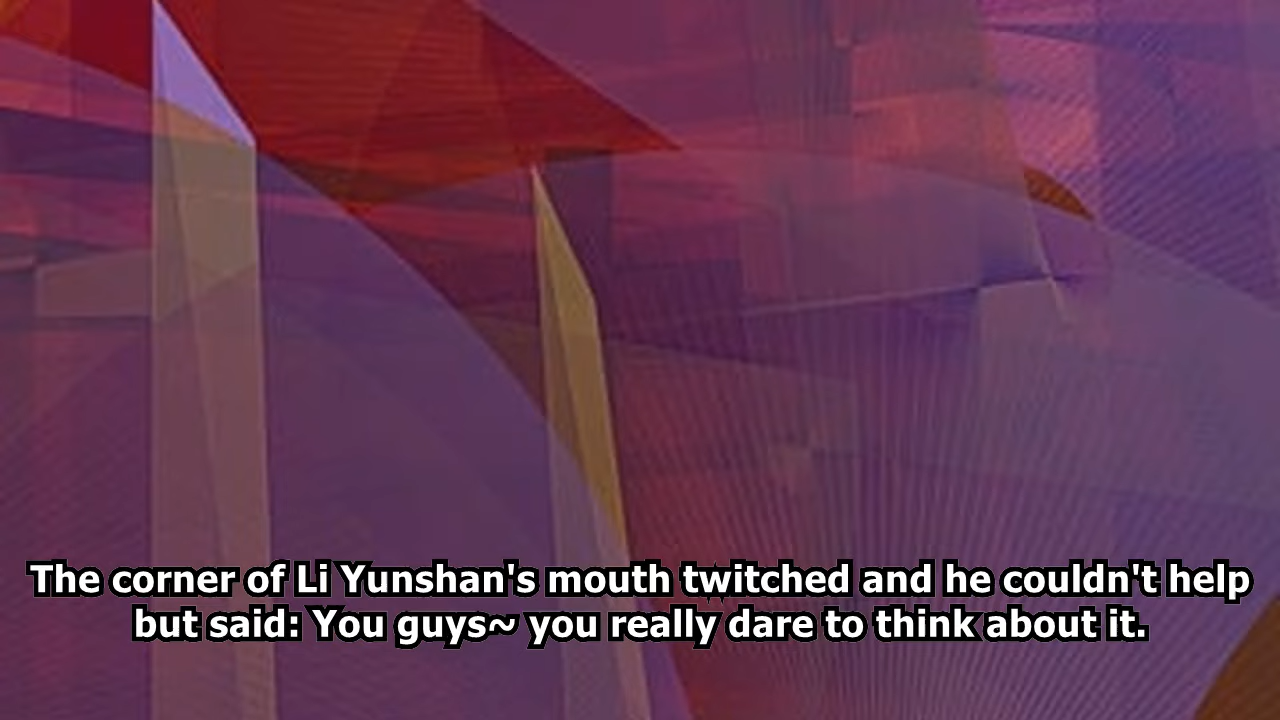 The corner of Li Yunshan's mouth twitched and he couldn't help
but said: You guys~ you really dare to think about it.